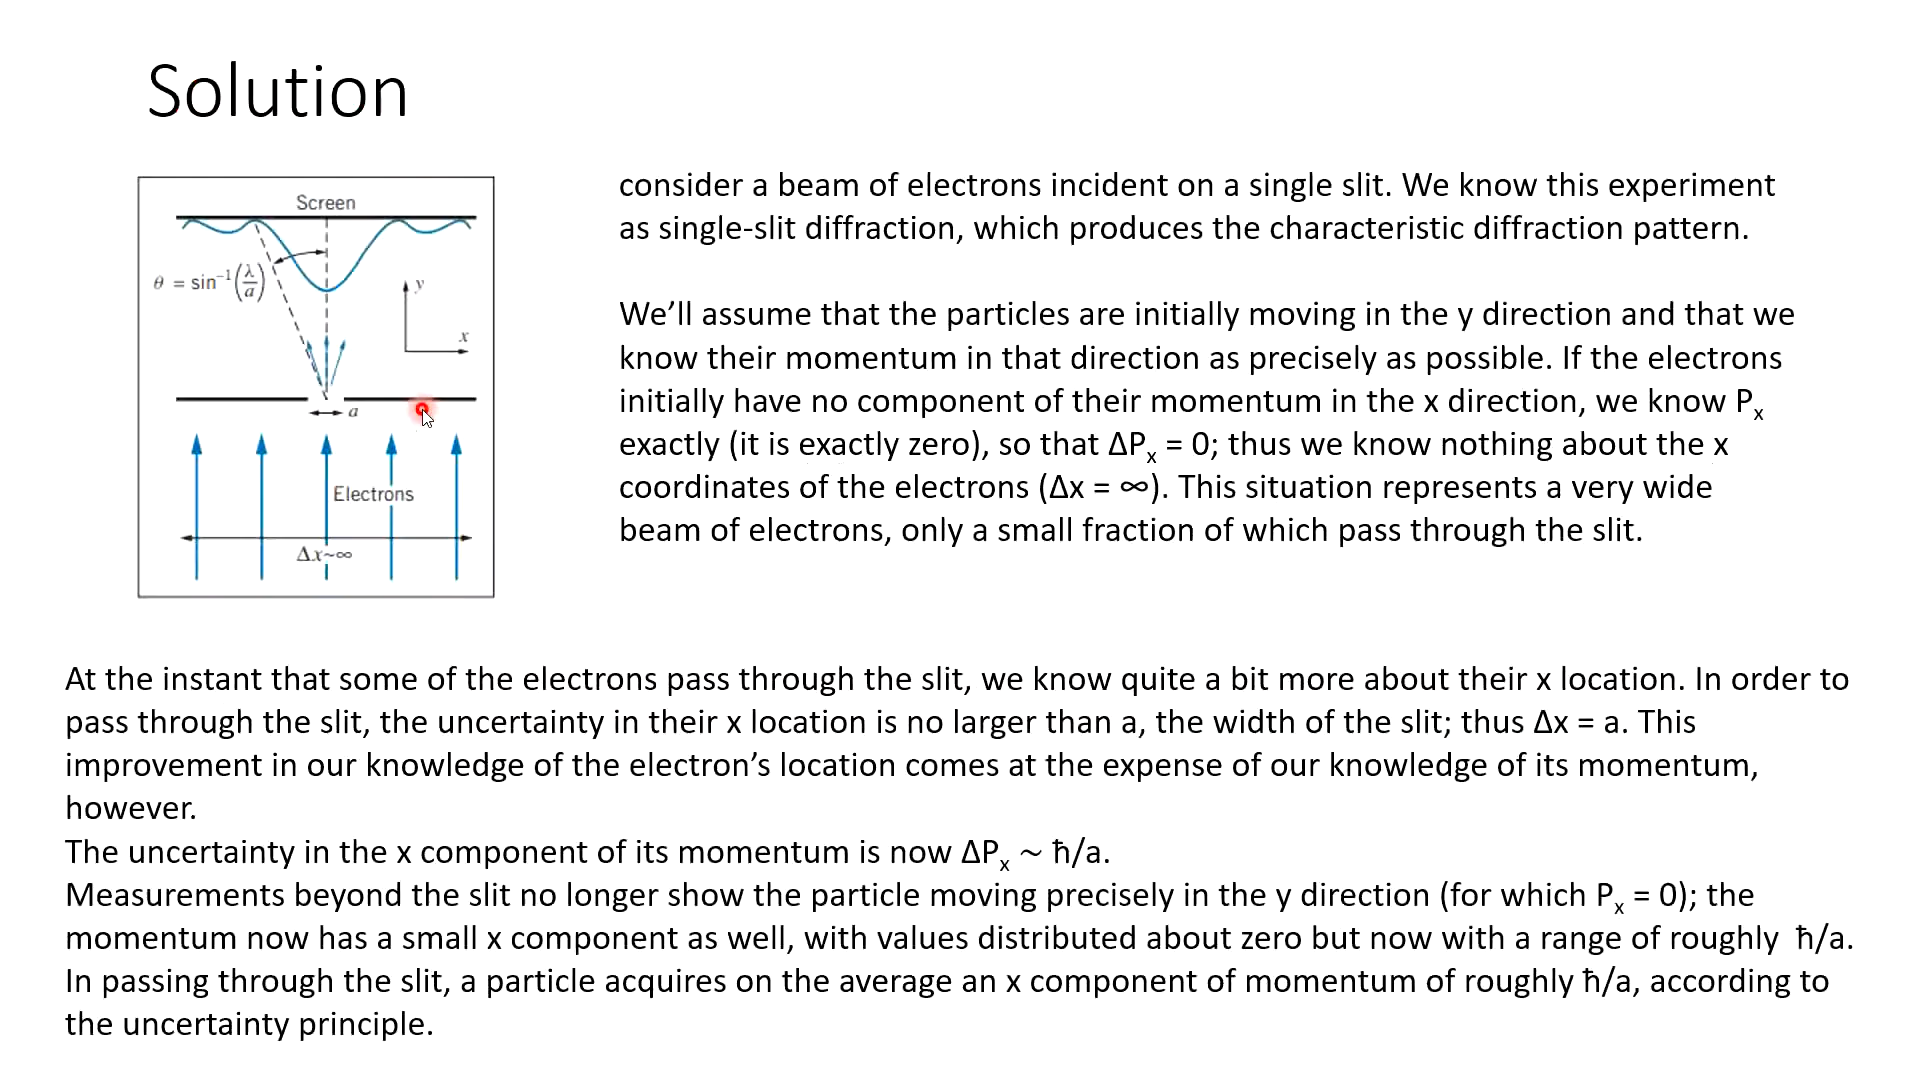 Solution
Screen
θ = sin⁻¹(λ/a)
y
x
a
Electrons
Δx~∞
consider a beam of electrons incident on a single slit. We know this experiment
as single-slit diffraction, which produces the characteristic diffraction pattern.
We’ll assume that the particles are initially moving in the y direction and that we
know their momentum in that direction as precisely as possible. If the electrons
initially have no component of their momentum in the x direction, we know Pₓ
exactly (it is exactly zero), so that ΔPₓ = 0; thus we know nothing about the x
coordinates of the electrons (Δx = ∞). This situation represents a very wide
beam of electrons, only a small fraction of which pass through the slit.
At the instant that some of the electrons pass through the slit, we know quite a bit more about their x location. In order to
pass through the slit, the uncertainty in their x location is no larger than a, the width of the slit; thus Δx = a. This
improvement in our knowledge of the electron’s location comes at the expense of our knowledge of its momentum,
however.
The uncertainty in the x component of its momentum is now ΔPₓ ~ ħ/a.
Measurements beyond the slit no longer show the particle moving precisely in the y direction (for which Pₓ = 0); the
momentum now has a small x component as well, with values distributed about zero but now with a range of roughly ħ/a.
In passing through the slit, a particle acquires on the average an x component of momentum of roughly ħ/a, according to
the uncertainty principle.